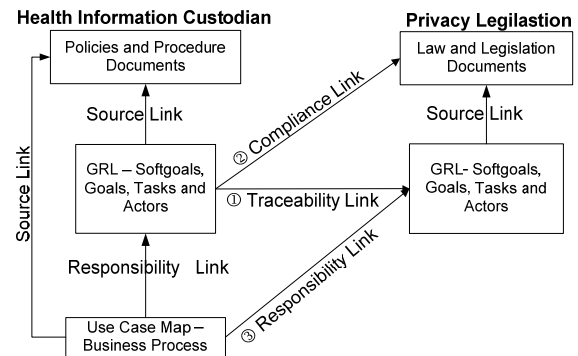 Health Information Custodian
Privacy Legilastion
Policies and Procedure
Documents
Law and Legislation
Documents
Source Link
Source Link
② Compliance Link
Source Link
GRL – Softgoals,
Goals, Tasks and
Actors
GRL- Softgoals,
Goals, Tasks and
Actors
① Traceability Link
Responsibility Link
③ Responsibility Link
Use Case Map –
Business Process